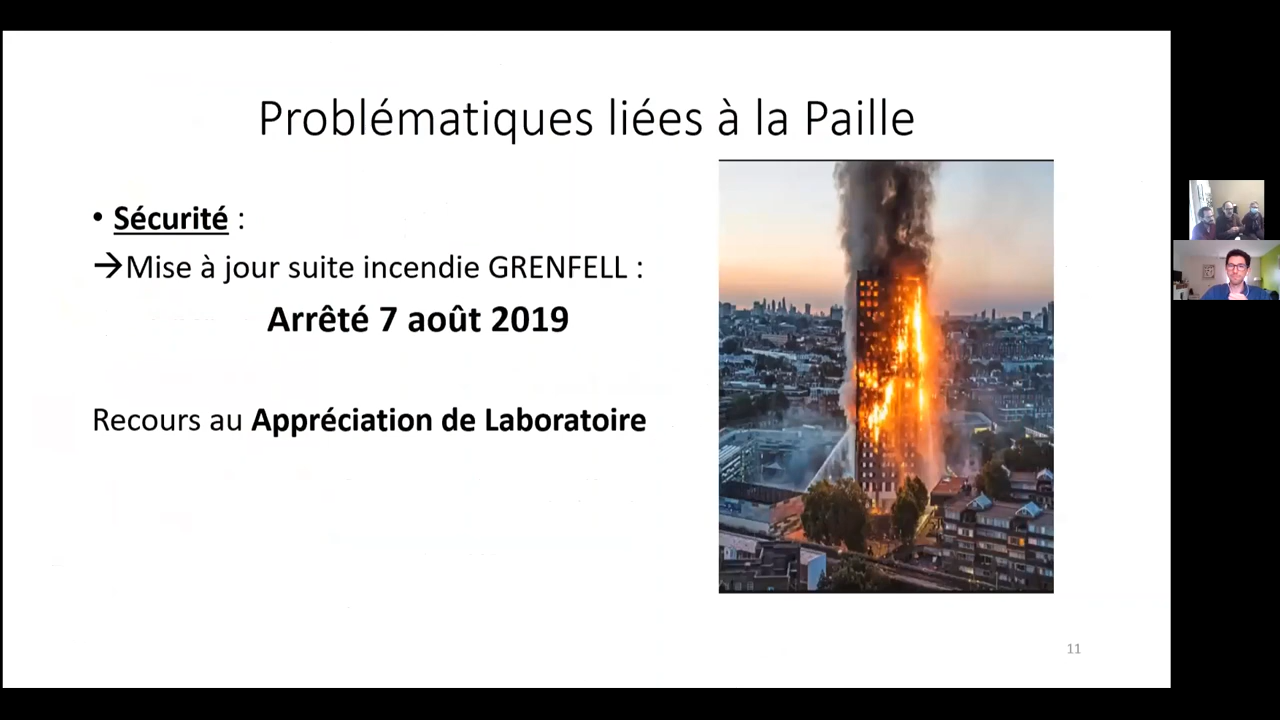 Problématiques liées à la Paille
• Sécurité :
→Mise à jour suite incendie GRENFELL :
Arrêté 7 août 2019
Recours au Appréciation de Laboratoire
11